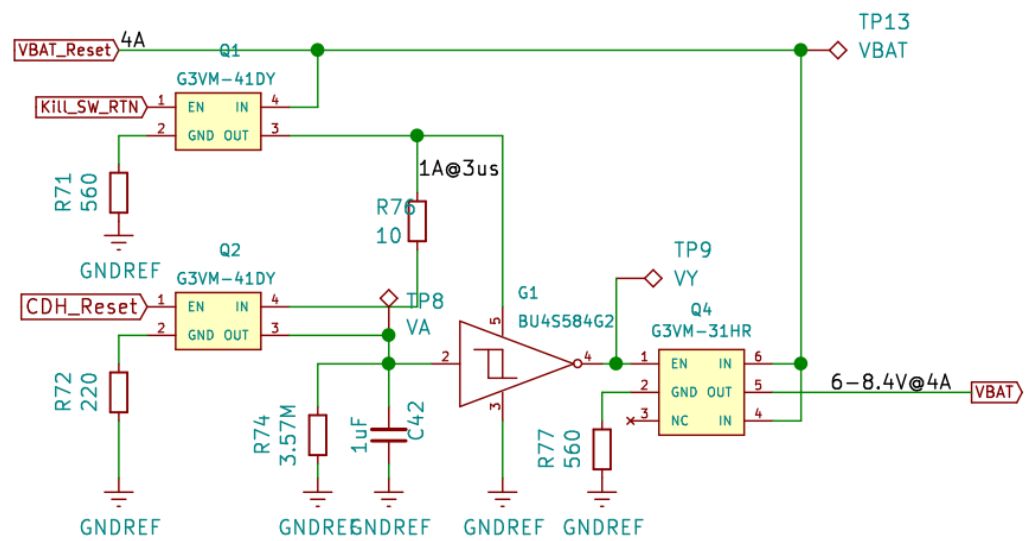 TP13
VBAT
VBAT_Reset
4A
Q1
G3VM-41DY
Kill_SW_RTN
1 EN IN 4
2 GND OUT 3
1A@3us
R71
560
R76
10
GNDREF
Q2
G3VM-41DY
CDH_Reset
1 EN IN 4
2 GND OUT 3
TP8
VA
TP9
VY
G1
BU4S584G2
5
2
4
3
Q4
G3VM-31HR
1 EN IN 6
2 GND OUT 5
3 NC IN 4
6-8.4V@4A
VBAT
R72
220
R74
3.57M
1uF
C42
R77
560
GNDREF
GNDREF
GNDREF
GNDREF
GNDREF